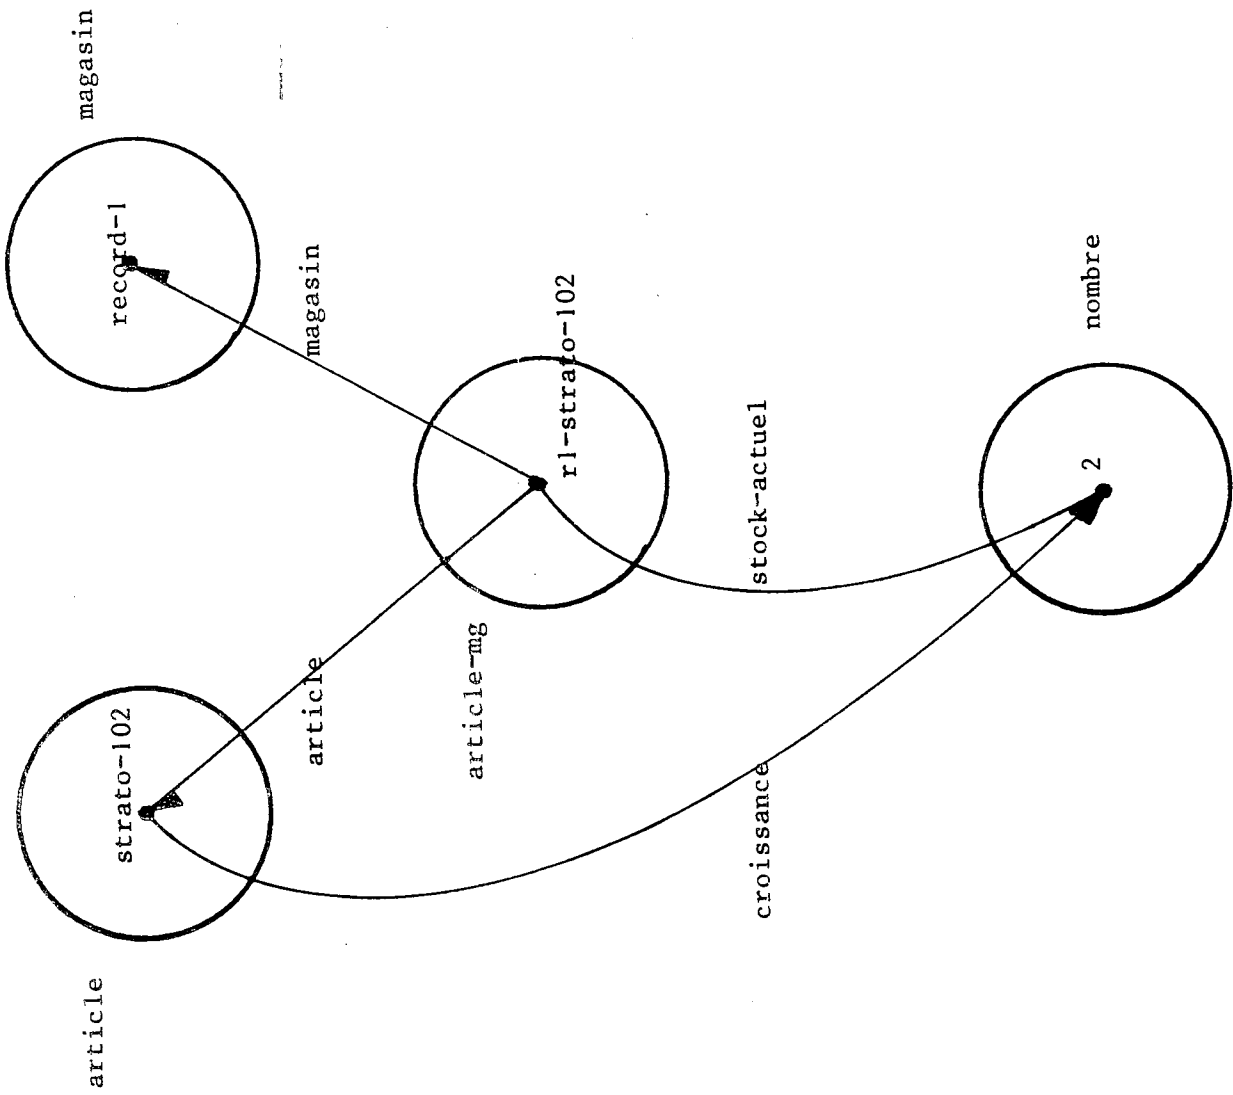 article
strato-102
article
article-mg
croissance
magasin
record-1
magasin
r1-strato-102
stock-actuel
2
nombre